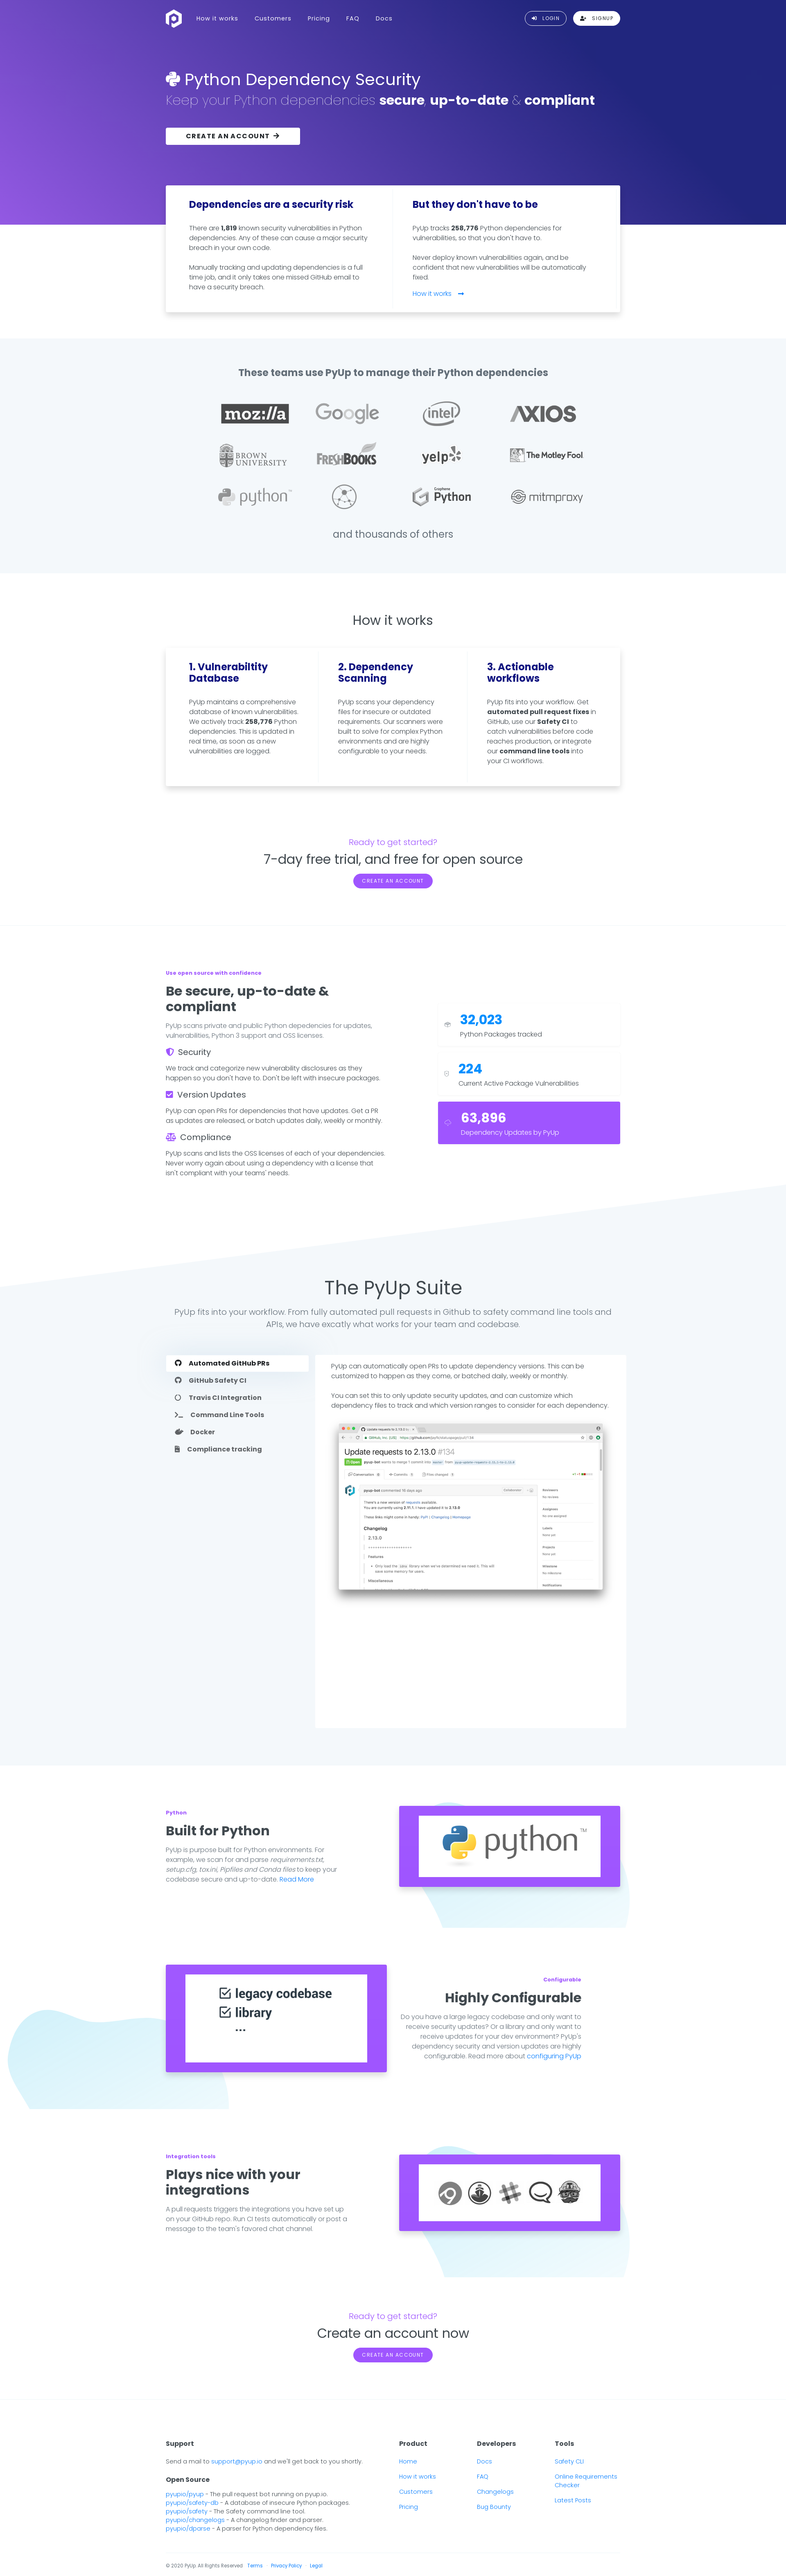 How it works Customers Pricing FAQ Docs LOGIN SIGNUP
Python Dependency Security
Keep your Python dependencies secure, up-to-date & compliant
CREATE AN ACCOUNT
Dependencies are a security risk
There are 1,819 known security vulnerabilities in Python
dependencies. Any of these can cause a major security
breach in your own code.
Manually tracking and updating dependencies is a full
time job, and it only takes one missed GitHub email to
have a security breach.
But they don't have to be
PyUp tracks 258,776 Python dependencies for
vulnerabilities, so that you don't have to.
Never deploy known vulnerabilities again, and be
confident that new vulnerabilities will be automatically
fixed.
How it works
These teams use PyUp to manage their Python dependencies
moz://a Google intel AXIOS
BROWN UNIVERSITY FRESHBOOKS yelp The Motley Fool
python Graphene Python mitmproxy
and thousands of others
How it works
1. Vulnerabiltity
Database
PyUp maintains a comprehensive
database of known vulnerabilities.
We actively track 258,776 Python
dependencies. This is updated in
real time, as soon as a new
vulnerabilities are logged.
2. Dependency
Scanning
PyUp scans your dependency
files for insecure or outdated
requirements. Our scanners were
built to solve for complex Python
environments and are highly
configurable to your needs.
3. Actionable
workflows
PyUp fits into your workflow. Get
automated pull request fixes in
GitHub, use our Safety CI to
catch vulnerabilities before code
reaches production, or integrate
our command line tools into
your CI workflows.
Ready to get started?
7-day free trial, and free for open source
CREATE AN ACCOUNT
Use open source with confidence
Be secure, up-to-date &
compliant
PyUp scans private and public Python depedencies for updates,
vulnerabilities, Python 3 support and OSS licenses.
Security
We track and categorize new vulnerability disclosures as they
happen so you don't have to. Don't be left with insecure packages.
Version Updates
PyUp can open PRs for dependencies that have updates. Get a PR
as updates are released, or batch updates daily, weekly or monthly.
Compliance
PyUp scans and lists the OSS licenses of each of your dependencies.
Never worry again about using a dependency with a license that
isn't compliant with your teams' needs.
32,023
Python Packages tracked
224
Current Active Package Vulnerabilities
63,896
Dependency Updates by PyUp
The PyUp Suite
PyUp fits into your workflow. From fully automated pull requests in Github to safety command line tools and
APIs, we have excatly what works for your team and codebase.
Automated GitHub PRs
GitHub Safety CI
Travis CI Integration
Command Line Tools
Docker
Compliance tracking
PyUp can automatically open PRs to update dependency versions. This can be
customized to happen as they come, or batched daily, weekly or monthly.
You can set this to only update security updates, and can customize which
dependency files to track and which version ranges to consider for each dependency.
Update requests to 2.13.0 #134
Open
Changelog
2.13.0
Features
Miscellaneous
Python
Built for Python
PyUp is purpose built for Python environments. For
example, we scan for and parse requirements.txt,
setup.cfg, tox.ini, Pipfiles and Conda files to keep your
codebase secure and up-to-date. Read More
python TM
legacy codebase
library
...
Configurable
Highly Configurable
Do you have a large legacy codebase and only want to
receive security updates? Or a library and only want to
receive updates for your dev environment? PyUp's
dependency security and version updates are highly
configurable. Read more about configuring PyUp
Integration tools
Plays nice with your
integrations
A pull requests triggers the integrations you have set up
on your GitHub repo. Run CI tests automatically or post a
message to the team's favored chat channel.
Ready to get started?
Create an account now
CREATE AN ACCOUNT
Support
Send a mail to support@pyup.io and we'll get back to you shortly.
Open Source
pyupio/pyup - The pull request bot running on pyup.io.
pyupio/safety-db - A database of insecure Python packages.
pyupio/safety - The Safety command line tool.
pyupio/changelogs - A changelog finder and parser.
pyupio/dparse - A parser for Python dependency files.
Product
Home
How it works
Customers
Pricing
Developers
Docs
FAQ
Changelogs
Bug Bounty
Tools
Safety CLI
Online Requirements
Checker
Latest Posts
© 2020 PyUp. All Rights Reserved Terms Privacy Policy Legal